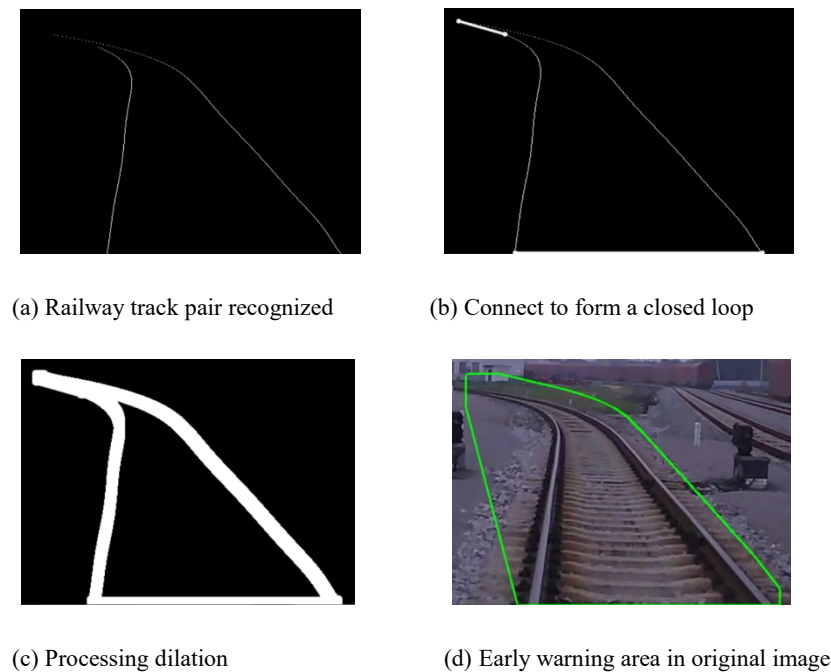 (a) Railway track pair recognized
(b) Connect to form a closed loop
(c) Processing dilation
(d) Early warning area in original image